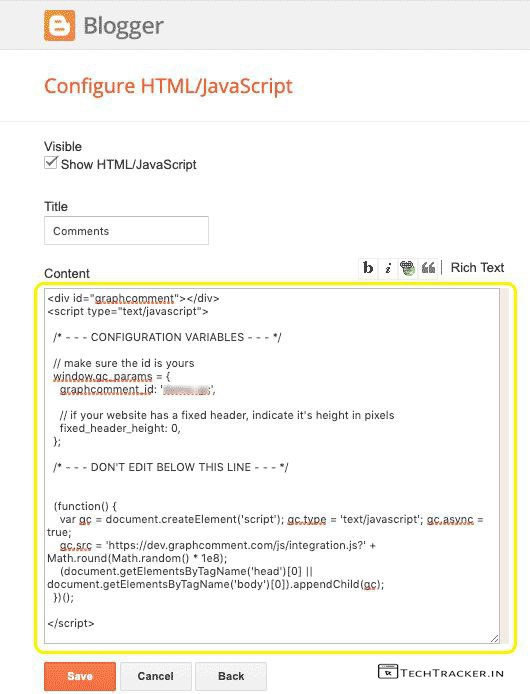 Blogger
Configure HTML/JavaScript
Visible
Show HTML/JavaScript
Title
Comments
Content
b i Rich Text
<div id="graphcomment"></div>
<script type="text/javascript">
/* - - - CONFIGURATION VARIABLES - - - */
// make sure the id is yours
window.gc_params = {
graphcomment_id: '',
// if your website has a fixed header, indicate it's height in pixels
fixed_header_height: 0,
};
/* - - - DON'T EDIT BELOW THIS LINE - - - */
(function() {
var gc = document.createElement('script'); gc.type = 'text/javascript'; gc.async =
true;
gc.src = 'https://dev.graphcomment.com/js/integration.js?' +
Math.round(Math.random() * 1e8);
(document.getElementsByTagName('head')[0] ||
document.getElementsByTagName('body')[0]).appendChild(gc);
})();
</script>
Save Cancel Back
TECHTRACKER.IN